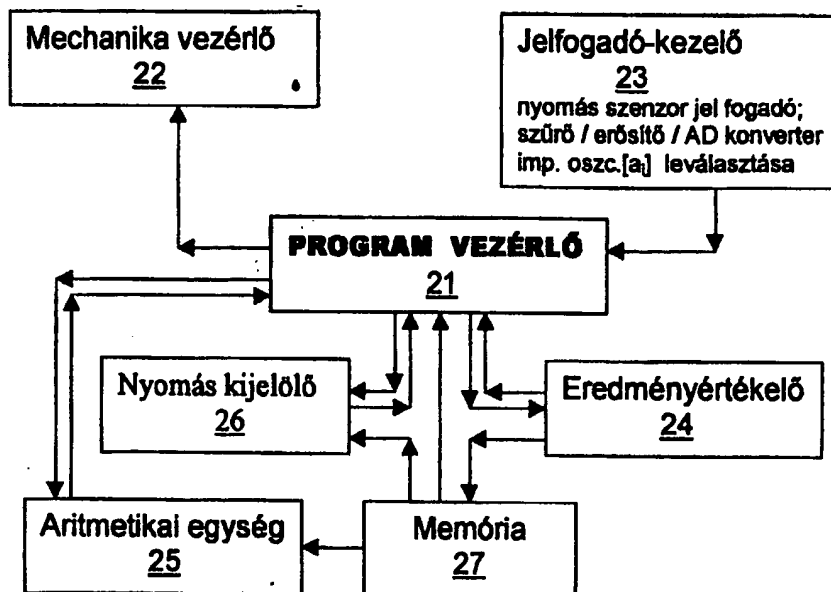 Mechanika vezérlő
22
Jelfogadó-kezelő
23
nyomás szenzor jel fogadó;
szűrő / erősítő / AD konverter
imp. oszc.[aᵢ] leválasztása
PROGRAM VEZÉRLŐ
21
Nyomás kijelölő
26
Eredményértékelő
24
Aritmetikai egység
25
Memória
27